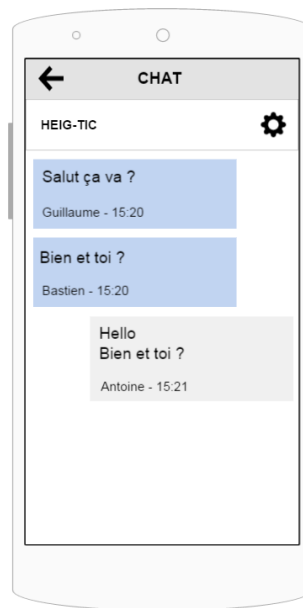 CHAT
HEIG-TIC
Salut ça va ?
Guillaume - 15:20
Bien et toi ?
Bastien - 15:20
Hello
Bien et toi ?
Antoine - 15:21